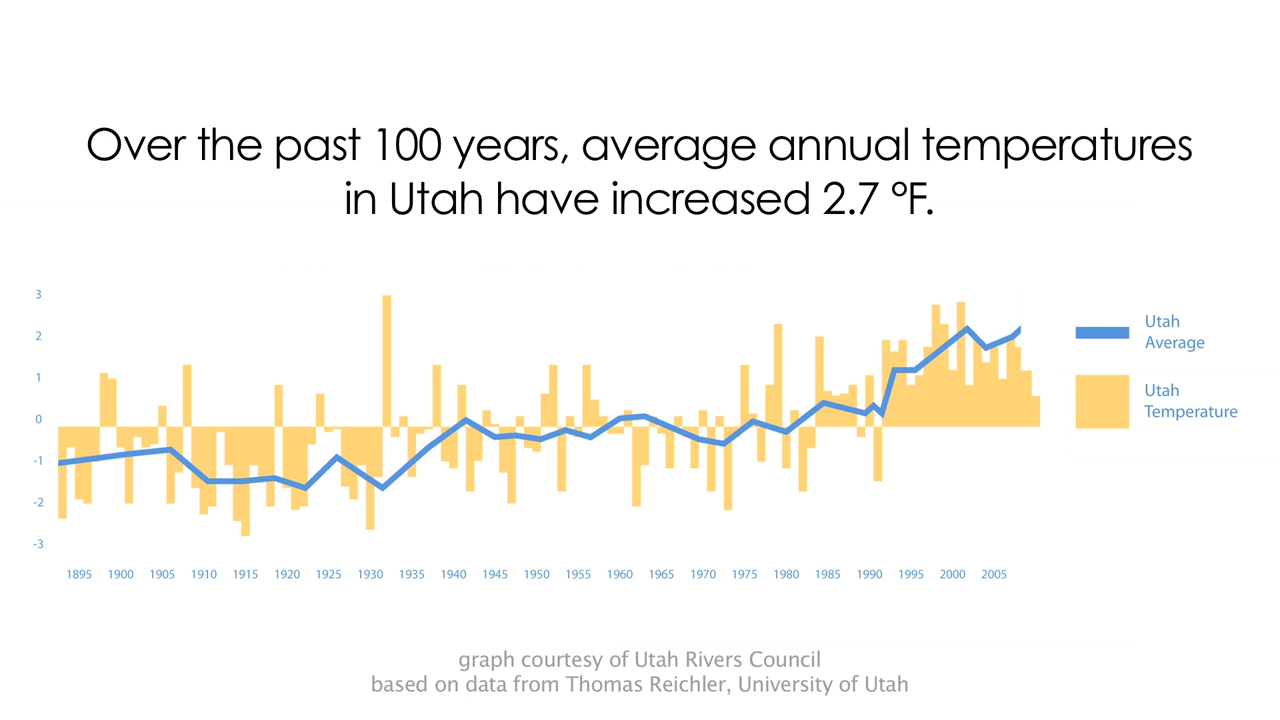 Over the past 100 years, average annual temperatures
in Utah have increased 2.7 °F.
3
2
1
0
-1
-2
-3
Utah
Average
Utah
Temperature
1895 1900 1905 1910 1915 1920 1925 1930 1935 1940 1945 1950 1955 1960 1965 1970 1975 1980 1985 1990 1995 2000 2005
graph courtesy of Utah Rivers Council
based on data from Thomas Reichler, University of Utah